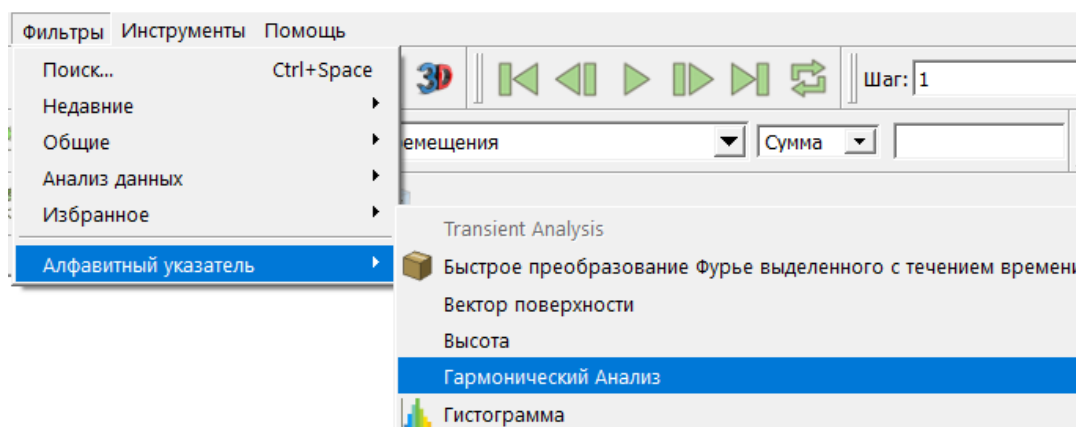 Фильтры Инструменты Помощь
Поиск... Ctrl+Space
3D
Шаг: 1
Недавние
Общие
емещения Сумма
Анализ данных
Избранное
Transient Analysis
Алфавитный указатель
Быстрое преобразование Фурье выделенного с течением времени
Вектор поверхности
Высота
Гармонический Анализ
Гистограмма